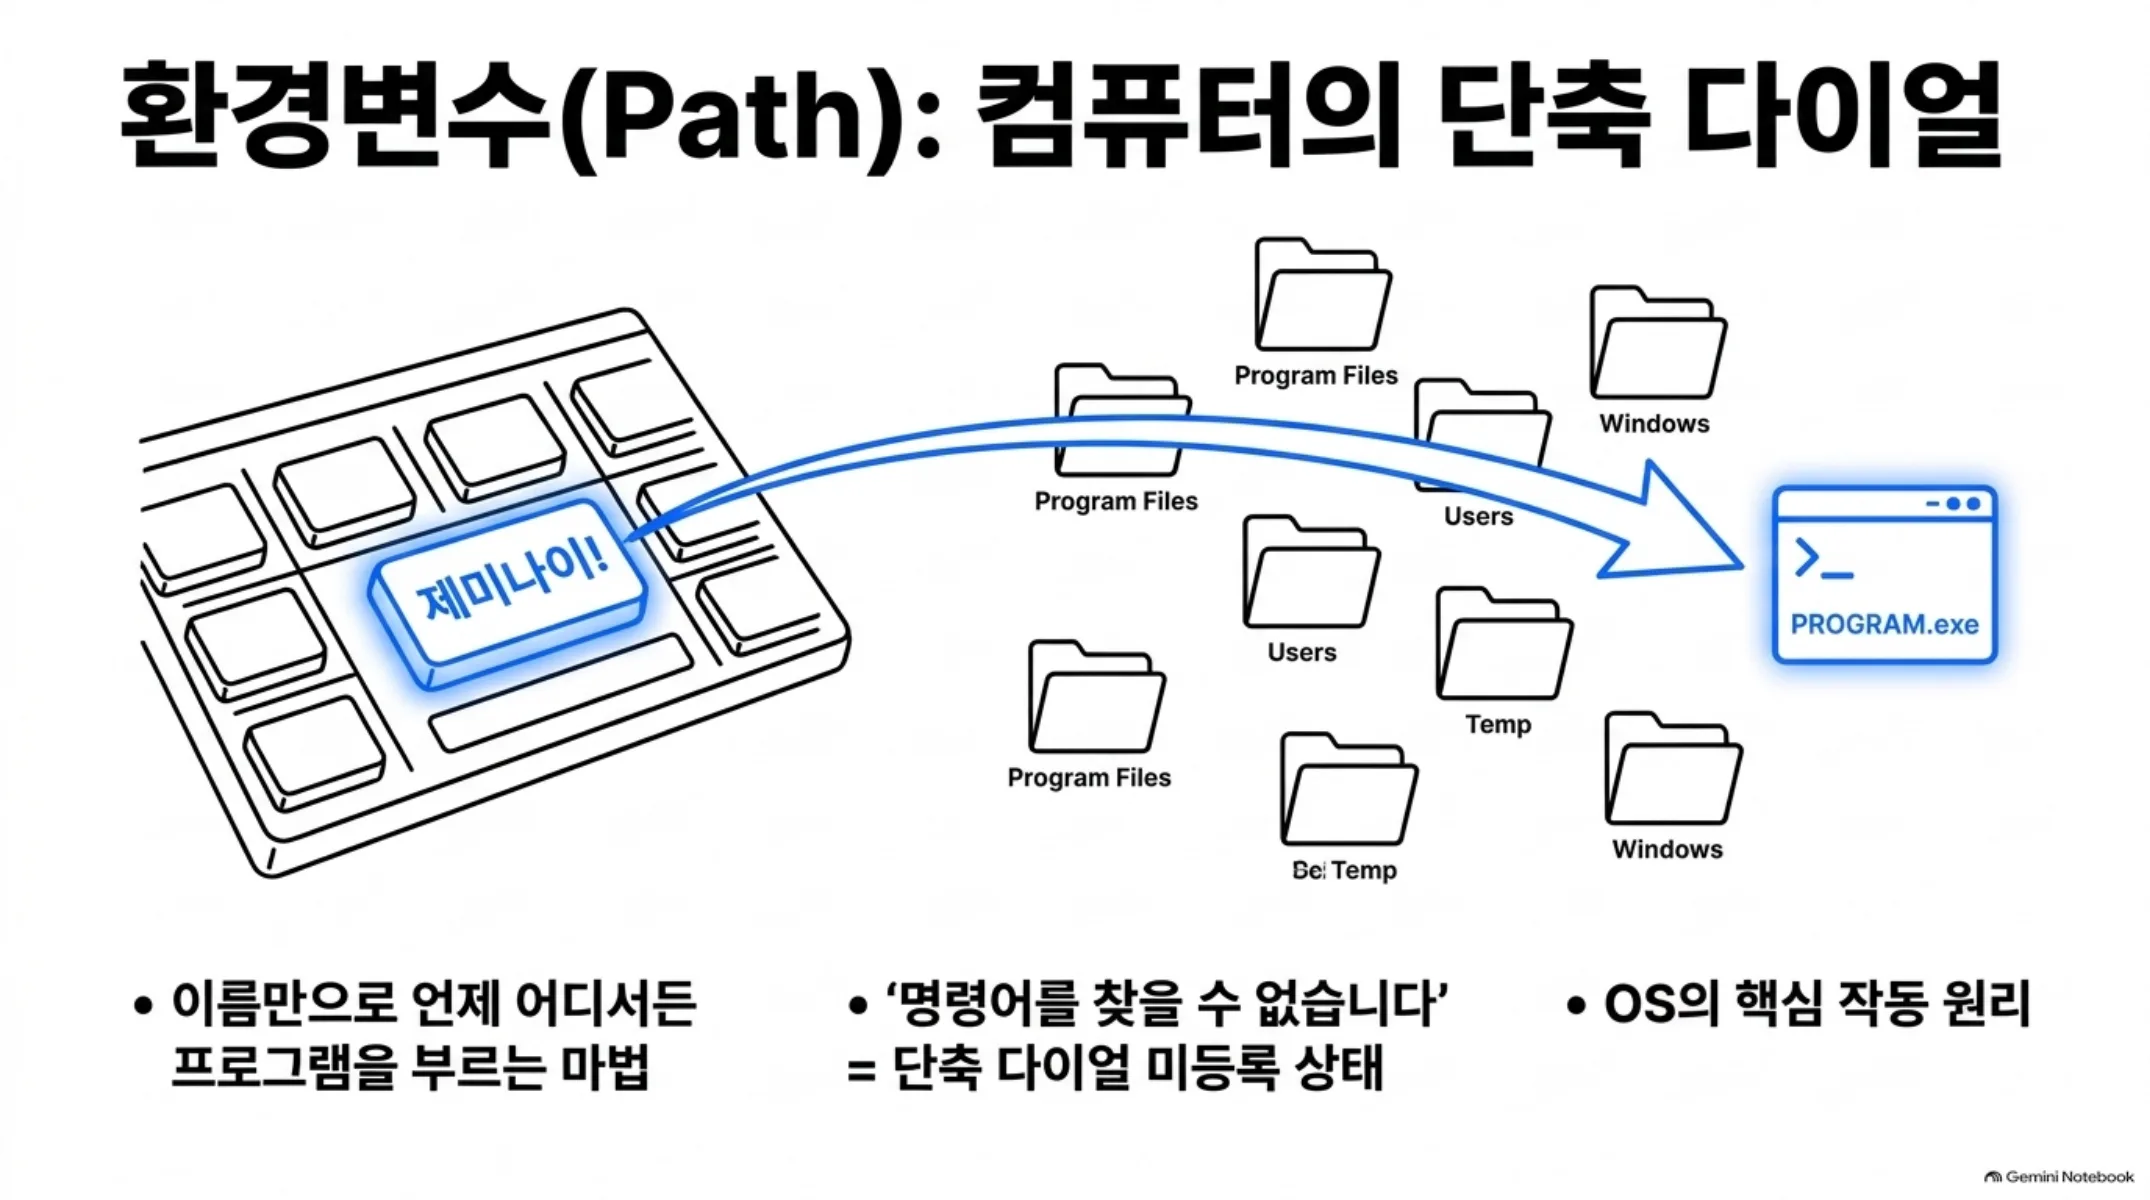 환경변수(Path): 컴퓨터의 단축 다이얼
Program Files
Windows
Program Files
Users
제미나이!
PROGRAM.exe
Users
Temp
Program Files
Windows
Temp
• 이름만으로 언제 어디서든
프로그램을 부르는 마법
• ‘명령어를 찾을 수 없습니다’
= 단축 다이얼 미등록 상태
• OS의 핵심 작동 원리
Gemini Notebook